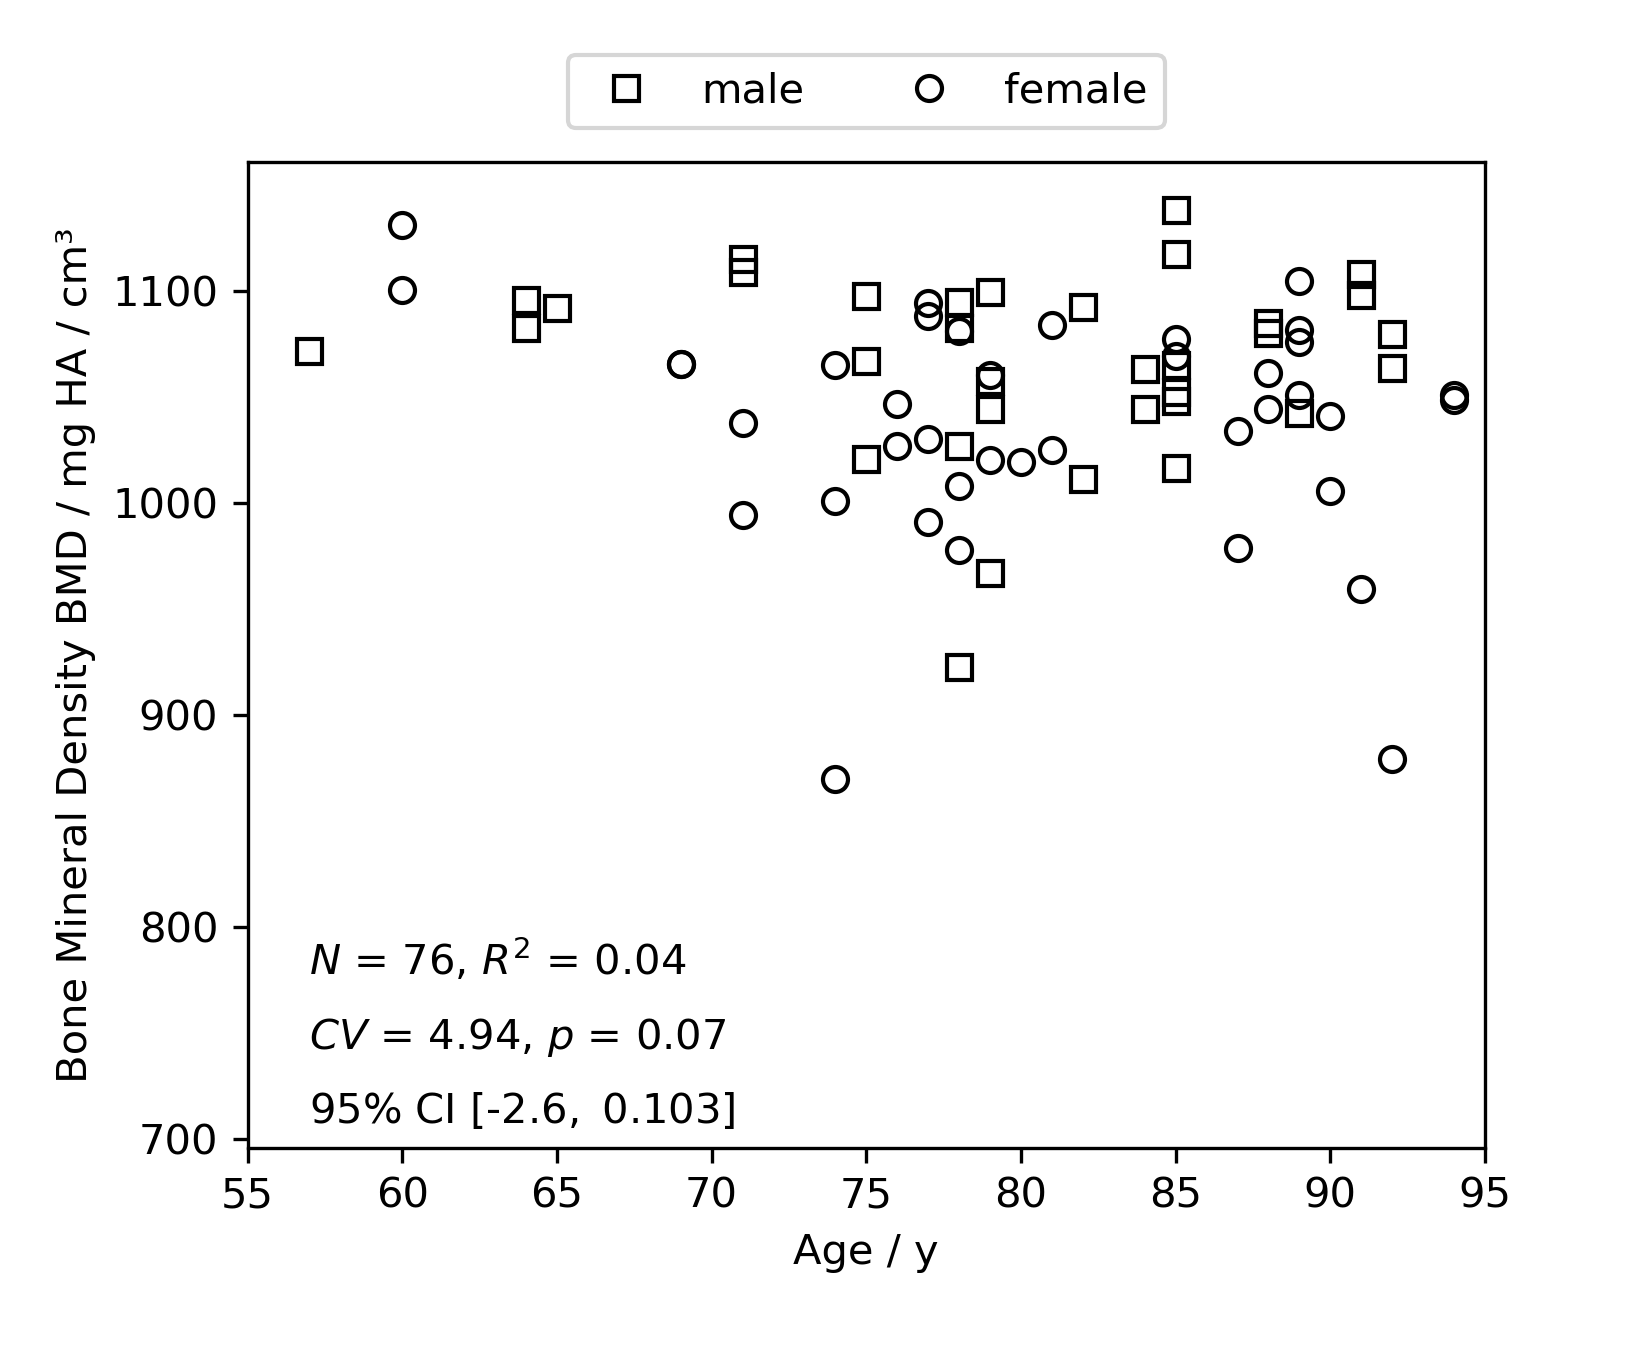 male female
Bone Mineral Density BMD / mg HA / cm³
1100
1000
900
800
700
N = 76, R² = 0.04
CV = 4.94, p = 0.07
95% CI [-2.6, 0.103]
55 60 65 70 75 80 85 90 95
Age / y